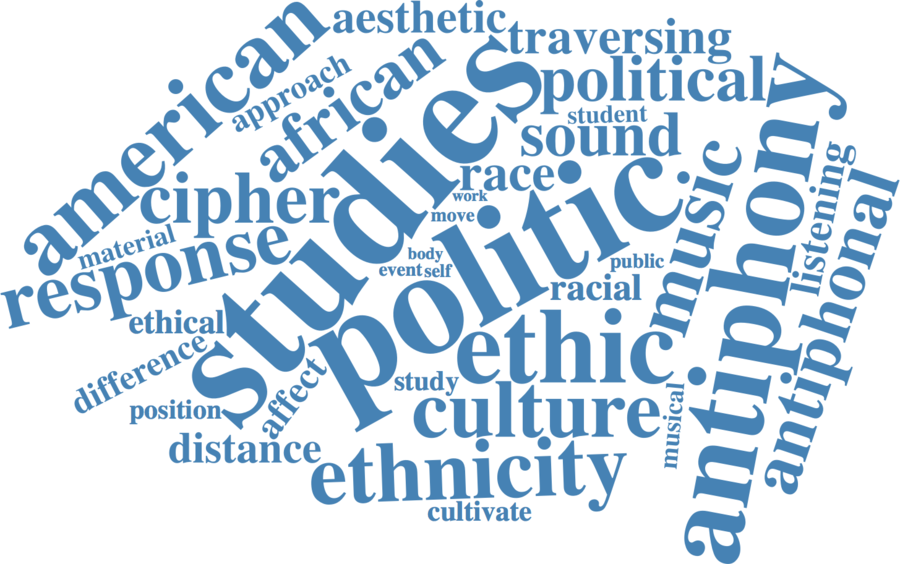 aesthetic
american
traversing
approach
african
political
student
sound
studies
antiphony
race
cipher
work
move
music
listening
politic
material
response
body
event
self
public
racial
antiphonal
ethical
ethic
difference
affect
study
position
culture
musical
distance
ethnicity
cultivate